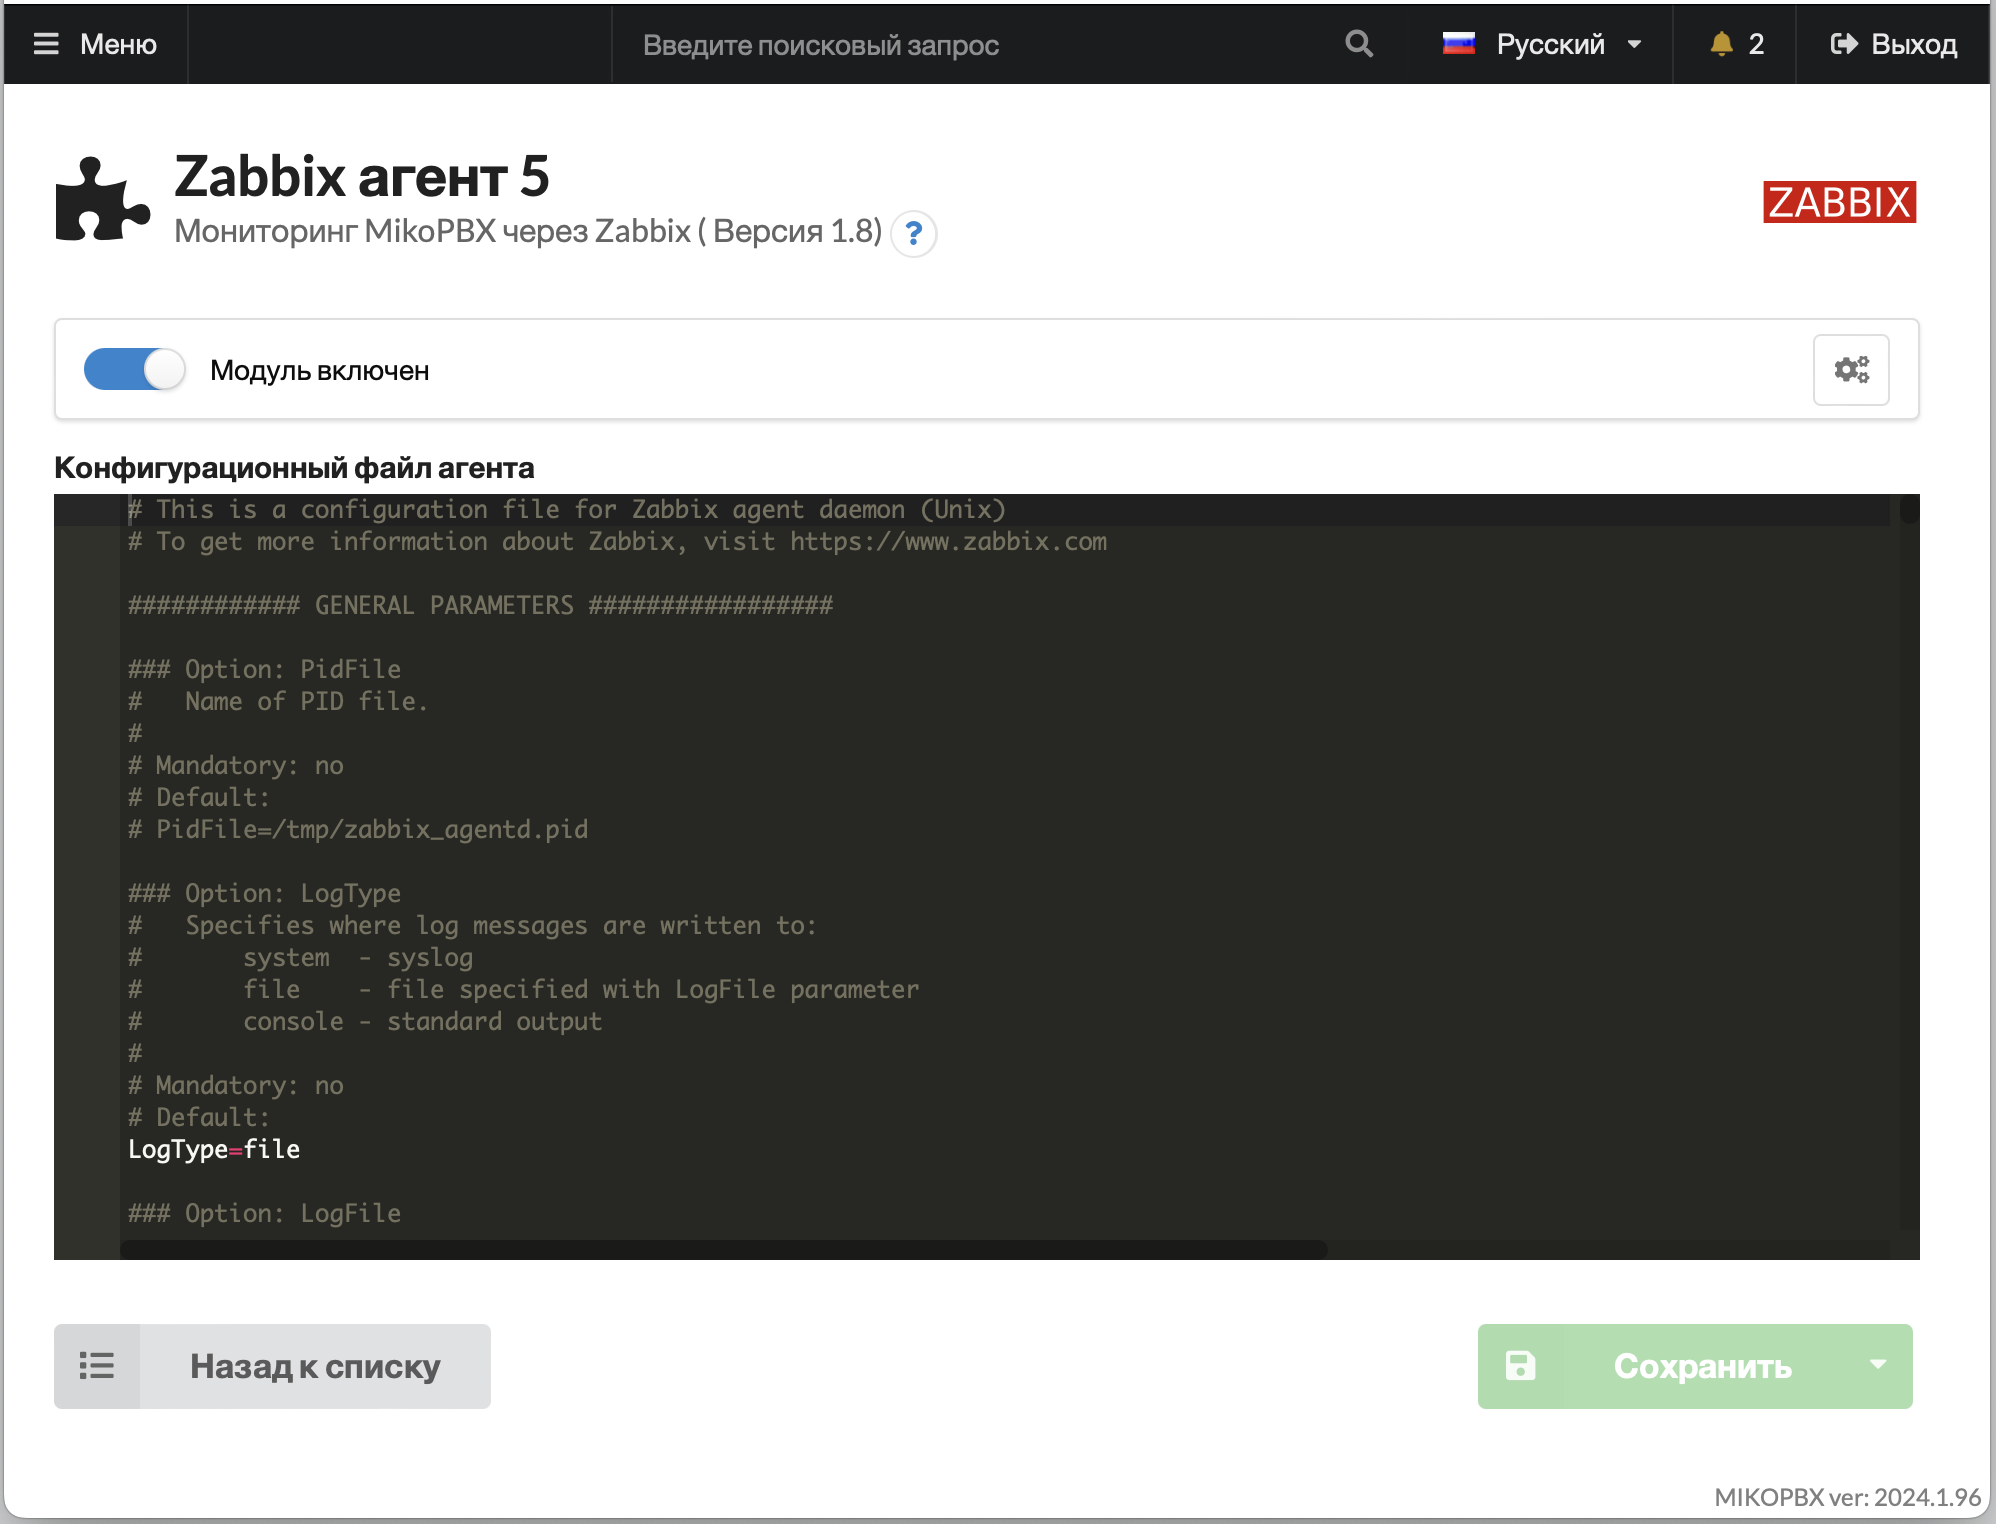 Меню
Введите поисковый запрос
Русский
2
Выход
Zabbix агент 5
Мониторинг MikoPBX через Zabbix ( Версия 1.8)
?
ZABBIX
Модуль включен
Конфигурационный файл агента
# This is a configuration file for Zabbix agent daemon (Unix)
# To get more information about Zabbix, visit https://www.zabbix.com
############ GENERAL PARAMETERS #################
### Option: PidFile
#   Name of PID file.
#
# Mandatory: no
# Default:
# PidFile=/tmp/zabbix_agentd.pid
### Option: LogType
#   Specifies where log messages are written to:
#       system  - syslog
#       file    - file specified with LogFile parameter
#       console - standard output
#
# Mandatory: no
# Default:
LogType=file
### Option: LogFile
Назад к списку
Сохранить
MIKOPBX ver: 2024.1.96